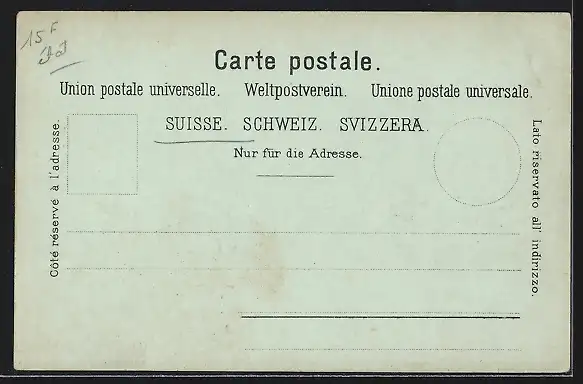 15 F
Carte postale.
Union postale universelle. Weltpostverein. Unione postale universale.
SUISSE. SCHWEIZ. SVIZZERA.
Nur für die Adresse.
Côté réservé à l'adresse.
Lato riservato all' indirizzo.